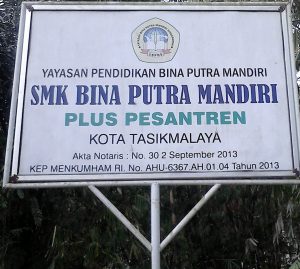 YAYASAN PENDIDIKAN BINA PUTRA MANDIRI
SMK BINA PUTRA MANDIRI
PLUS PESANTREN
KOTA TASIKMALAYA
Akta Notaris : No. 30 2 September 2013
KEP MENKUMHAM RI. No. AHU-6367.AH.01.04 Tahun 2013